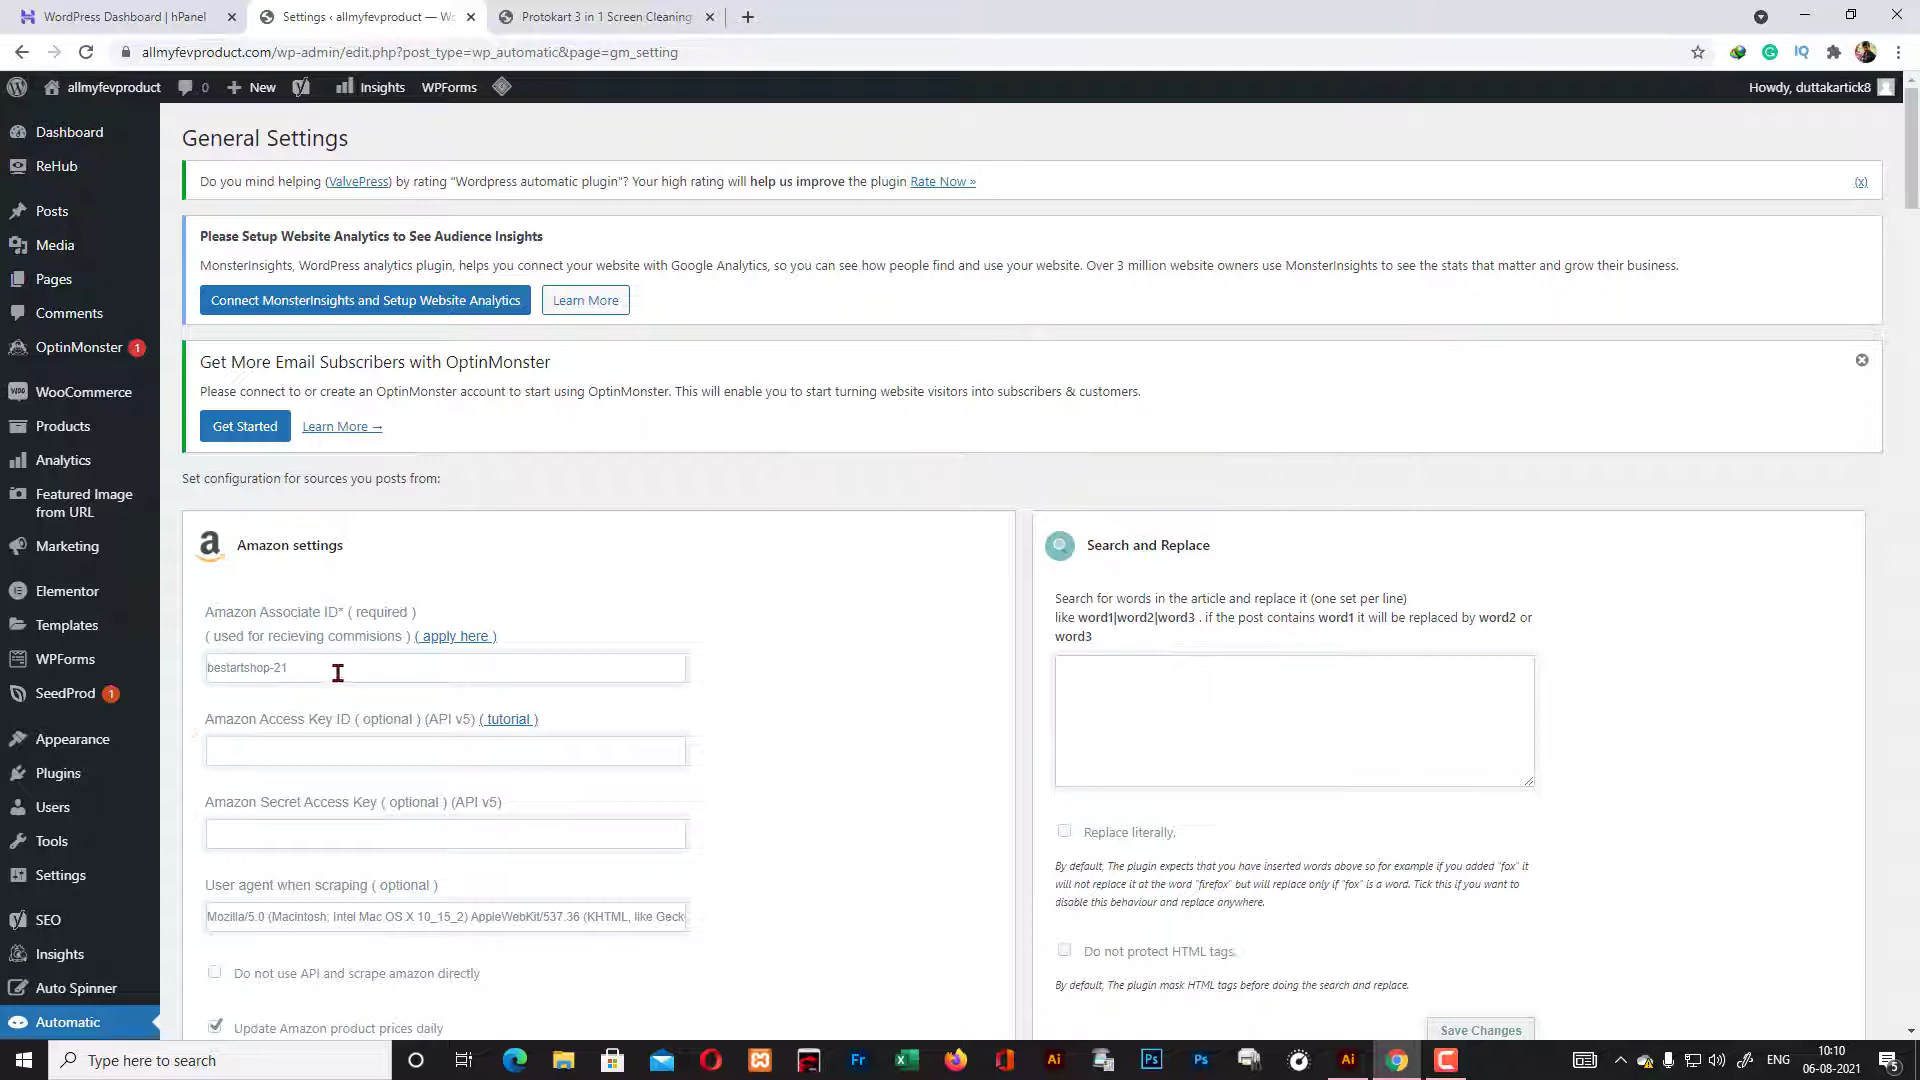 WordPress Dashboard | hPanel
Settings ‹ allmyfevproduct — Wo
Protokart 3 in 1 Screen Cleaning
allmyfevproduct.com/wp-admin/edit.php?post_type=wp_automatic&page=gm_setting
allmyfevproduct
0
New
Insights
WPForms
Howdy, duttakartick8
Dashboard
ReHub
Posts
Media
Pages
Comments
OptinMonster 1
WooCommerce
Products
Analytics
Featured Image
from URL
Marketing
Elementor
Templates
WPForms
SeedProd 1
Appearance
Plugins
Users
Tools
Settings
SEO
Insights
Auto Spinner
Automatic
General Settings
Do you mind helping (ValvePress) by rating "Wordpress automatic plugin"? Your high rating will help us improve the plugin Rate Now »
(x)
Please Setup Website Analytics to See Audience Insights
MonsterInsights, WordPress analytics plugin, helps you connect your website with Google Analytics, so you can see how people find and use your website. Over 3 million website owners use MonsterInsights to see the stats that matter and grow their business.
Connect MonsterInsights and Setup Website Analytics
Learn More
Get More Email Subscribers with OptinMonster
Please connect to or create an OptinMonster account to start using OptinMonster. This will enable you to start turning website visitors into subscribers & customers.
Get Started
Learn More →
Set configuration for sources you posts from:
Amazon settings
Amazon Associate ID* ( required )
( used for recieving commisions ) ( apply here )
bestartshop-21
Amazon Access Key ID ( optional ) (API v5) ( tutorial )
Amazon Secret Access Key ( optional ) (API v5)
User agent when scraping ( optional )
Mozilla/5.0 (Macintosh; Intel Mac OS X 10_15_2) AppleWebKit/537.36 (KHTML, like Geck
Do not use API and scrape amazon directly
Update Amazon product prices daily
Search and Replace
Search for words in the article and replace it (one set per line)
like word1|word2|word3 . if the post contains word1 it will be replaced by word2 or
word3
Replace literally.
By default, The plugin expects that you have inserted words above so for example if you added "fox" it
will not replace it at the word "firefox" but will replace only if "fox" is a word. Tick this if you want to
disable this behaviour and replace anywhere.
Do not protect HTML tags.
By default, The plugin mask HTML tags before doing the search and replace.
Save Changes
Type here to search
ENG
10:10
06-08-2021
5